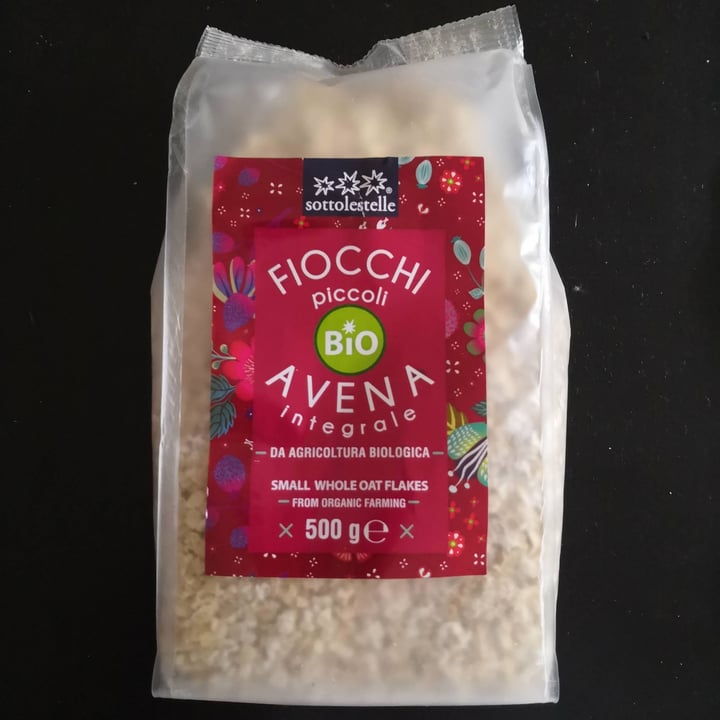 sottolestelle®
FIOCCHI
piccoli
BiO
AVENA
integrale
DA AGRICOLTURA BIOLOGICA
SMALL WHOLE OAT FLAKES
FROM ORGANIC FARMING
500 g ℮